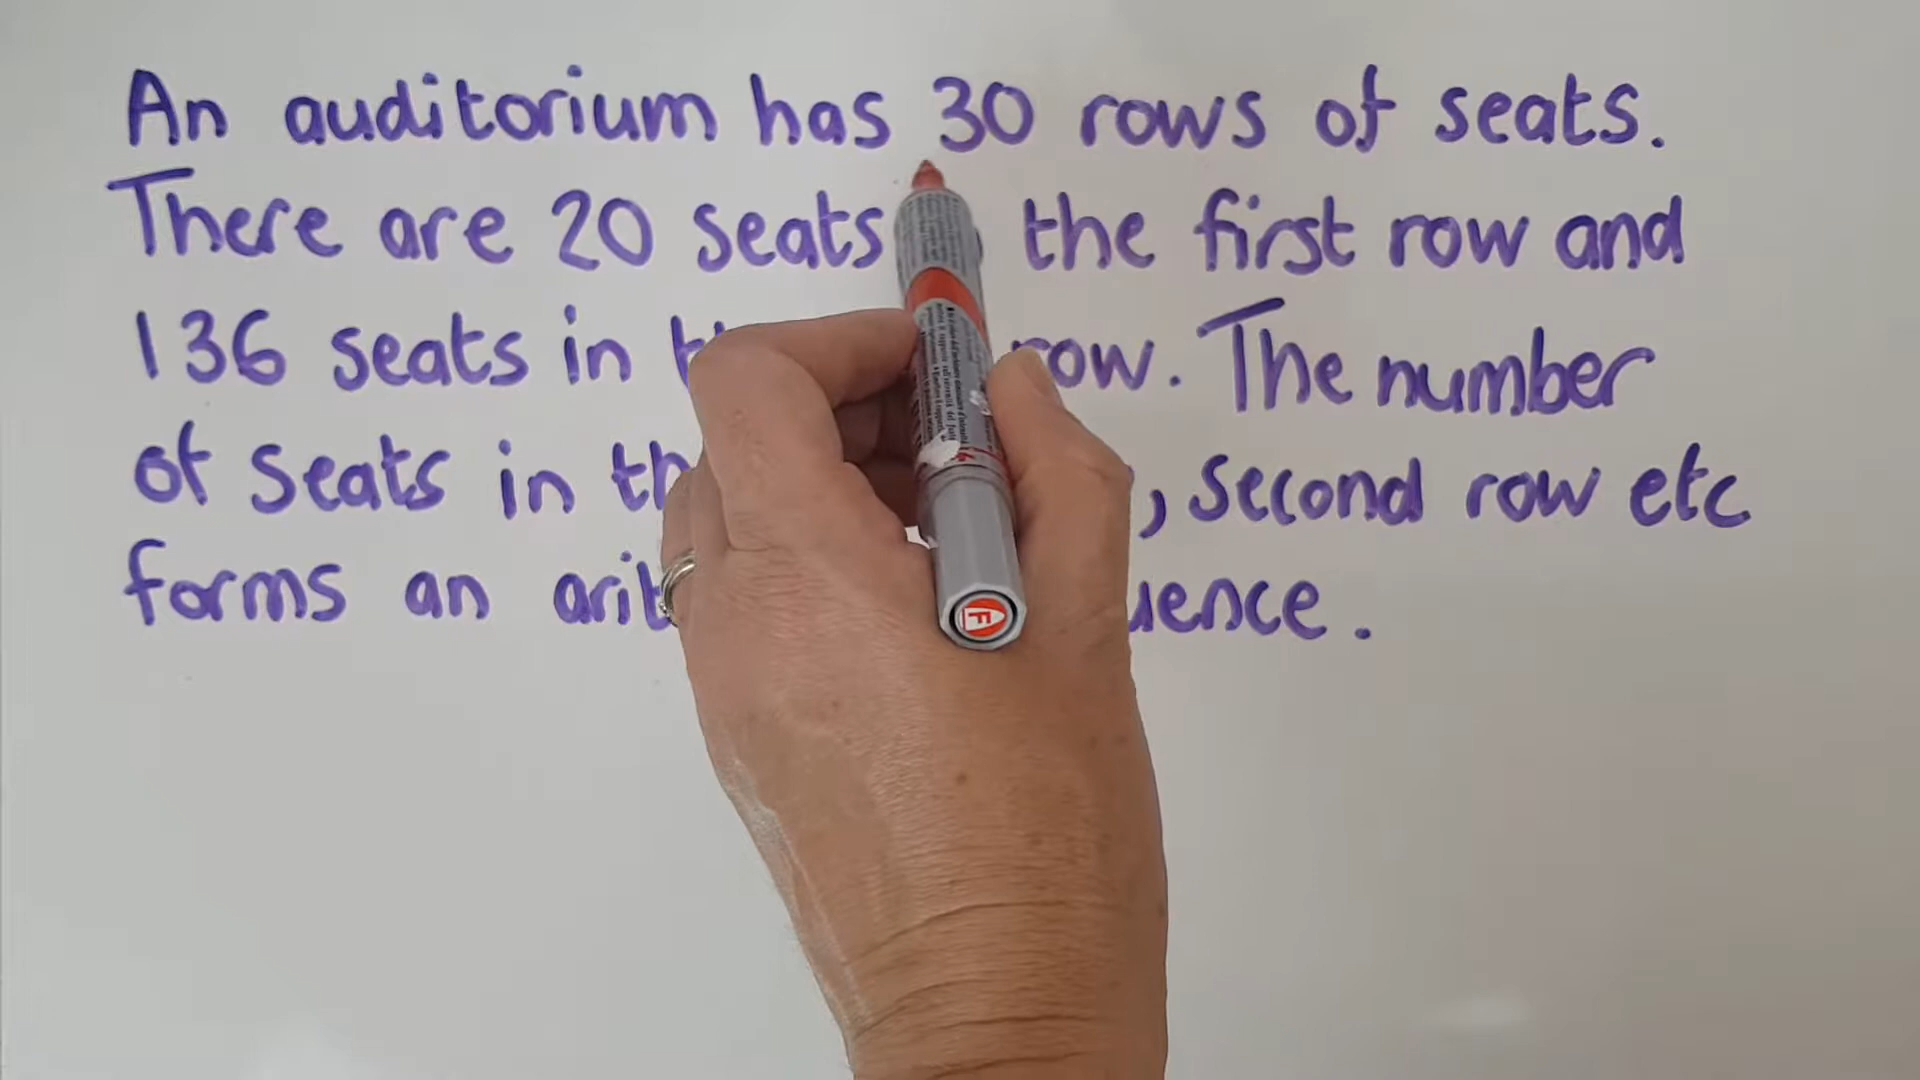 An auditorium has 30 rows of seats.
There are 20 seats the first row and
136 seats in row. The number
of seats in , second row etc
forms an .
F